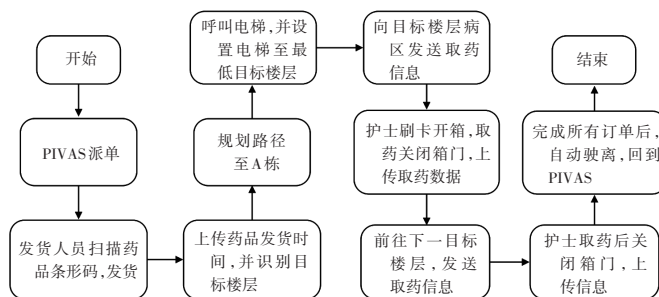 开始
PIVAS派单
发货人员扫描药
品条形码,发货
上传药品发货时
间,并识别目
标楼层
规划路径
至A栋
呼叫电梯,并设
置电梯至最
低目标楼层
向目标楼层病
区发送取药
信息
护士刷卡开箱,取
药关闭箱门,上
传取药数据
前往下一目标
楼层,发送
取药信息
护士取药后关
闭箱门,上
传信息
完成所有订单后,
自动驶离,回到
PIVAS
结束